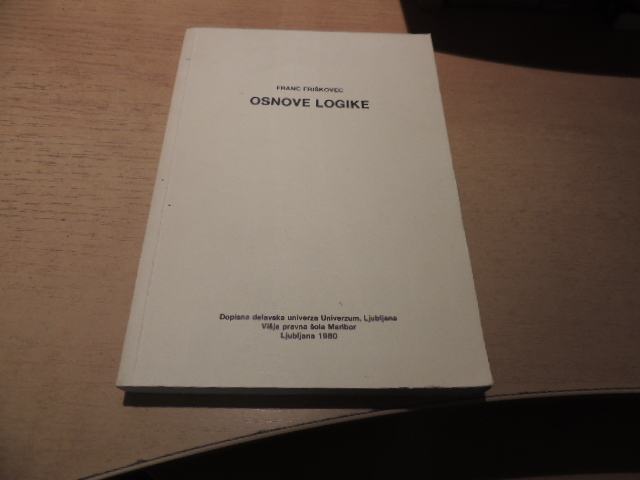 FRANC FRIŠKOVEC
OSNOVE LOGIKE
Dopisna delavska univerza Univerzum, Ljubljana
Višja pravna šola Maribor
Ljubljana 1980